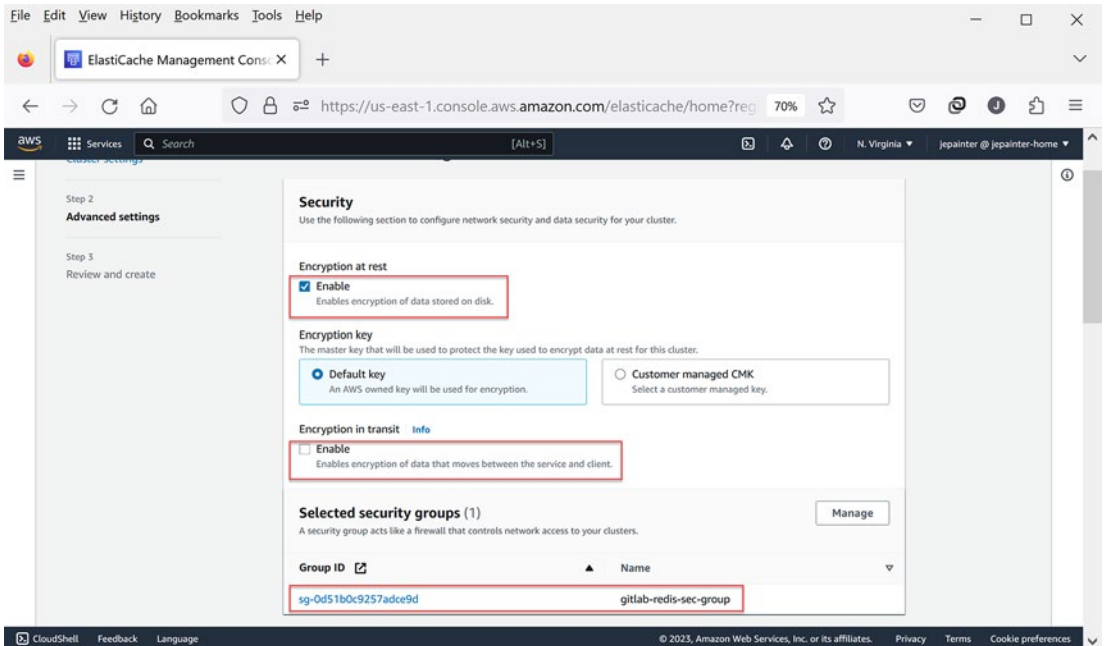 File Edit View History Bookmarks Tools Help
ElastiCache Management Consc
https://us-east-1.console.aws.amazon.com/elasticache/home?reg 70%
aws Services Search [Alt+S] N. Virginia jepainter @ jepainter-home
Cluster settings
Step 2
Advanced settings
Step 3
Review and create
Security
Use the following section to configure network security and data security for your cluster.
Encryption at rest
Enable
Enables encryption of data stored on disk.
Encryption key
The master key that will be used to protect the key used to encrypt data at rest for this cluster.
Default key
An AWS owned key will be used for encryption.
Customer managed CMK
Select a customer managed key.
Encryption in transit Info
Enable
Enables encryption of data that moves between the service and client.
Selected security groups (1) Manage
A security group acts like a firewall that controls network access to your clusters.
Group ID Name
sg-0d51b0c9257adce9d gitlab-redis-sec-group
CloudShell Feedback Language © 2023, Amazon Web Services, Inc. or its affiliates. Privacy Terms Cookie preferences